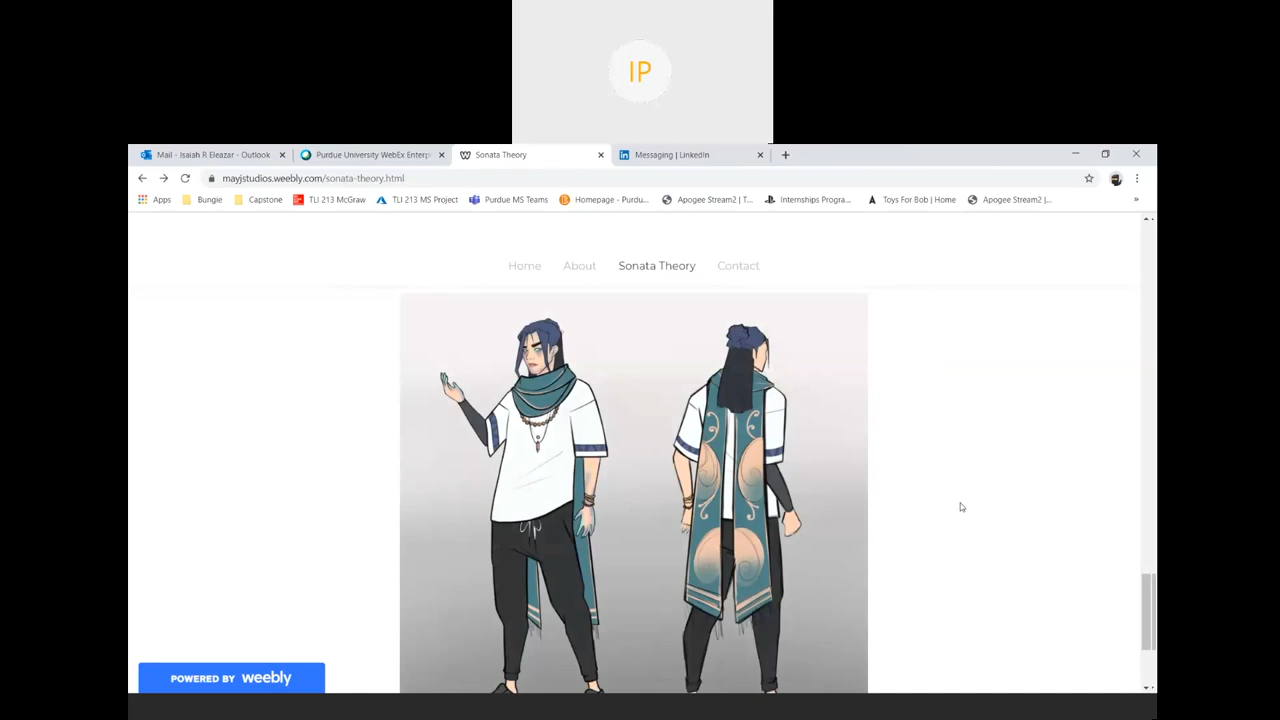 IP
Mail - Isaiah R Eleazar - Outlook
Purdue University WebEx Enterp
Sonata Theory
Messaging | LinkedIn
mayjstudios.weebly.com/sonata-theory.html
Apps
Bungie
Capstone
TLI 213 McGraw
TLI 213 MS Project
Purdue MS Teams
Homepage - Purdu...
Apogee Stream2 | T...
Internships Progra...
Toys For Bob | Home
Apogee Stream2 |...
Home About Sonata Theory Contact
POWERED BY weebly